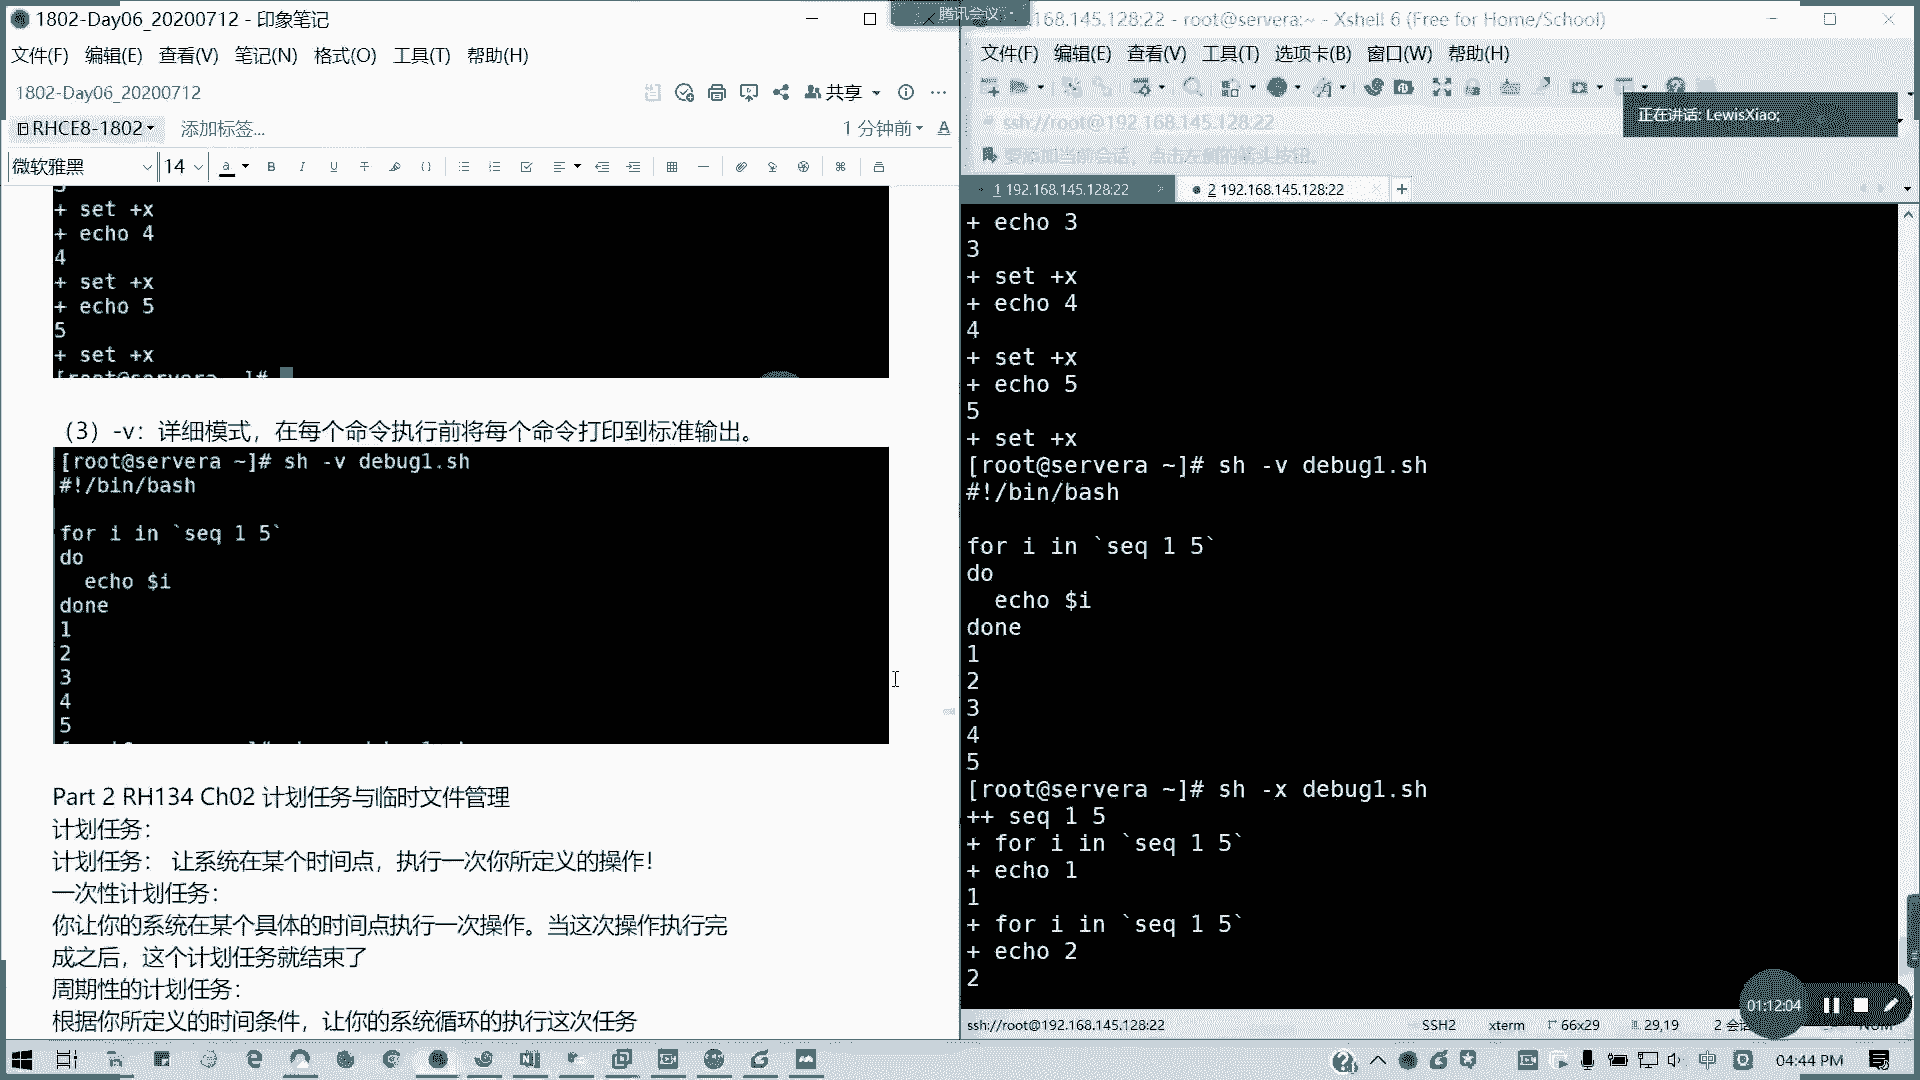 1802-Day06_20200712 - 印象笔记
文件(F) 编辑(E) 查看(V) 笔记(N) 格式(O) 工具(T) 帮助(H)
1802-Day06_20200712
共享
RHCE8-1802
添加标签...
1 分钟前
微软雅黑
14
+ set +x
+ echo 4
4
+ set +x
+ echo 5
5
+ set +x
（3）-v：详细模式，在每个命令执行前将每个命令打印到标准输出。
[root@servera ~]# sh -v debug1.sh
#!/bin/bash
for i in `seq 1 5`
do
echo $i
done
1
2
3
4
5
Part 2 RH134 Ch02 计划任务与临时文件管理
计划任务：
计划任务： 让系统在某个时间点，执行一次你所定义的操作！
一次性计划任务：
你让你的系统在某个具体的时间点执行一次操作。当这次操作执行完
成之后，这个计划任务就结束了
周期性的计划任务：
根据你所定义的时间条件，让你的系统循环的执行这次任务
腾讯会议
168.145.128:22 - root@servera:~ - Xshell 6 (Free for Home/School)
文件(F) 编辑(E) 查看(V) 工具(T) 选项卡(B) 窗口(W) 帮助(H)
ssh://root@192.168.145.128:22
正在讲话: LewisXiao;
要添加当前会话，点击左侧的箭头按钮。
1 192.168.145.128:22
2 192.168.145.128:22
+ echo 3
3
+ set +x
+ echo 4
4
+ set +x
+ echo 5
5
+ set +x
[root@servera ~]# sh -v debug1.sh
#!/bin/bash
for i in `seq 1 5`
do
echo $i
done
1
2
3
4
5
[root@servera ~]# sh -x debug1.sh
++ seq 1 5
+ for i in `seq 1 5`
+ echo 1
1
+ for i in `seq 1 5`
+ echo 2
2
01:12:04
ssh://root@192.168.145.128:22 SSH2 xterm 66x29 29,19 2 会 NUM
中
04:44 PM